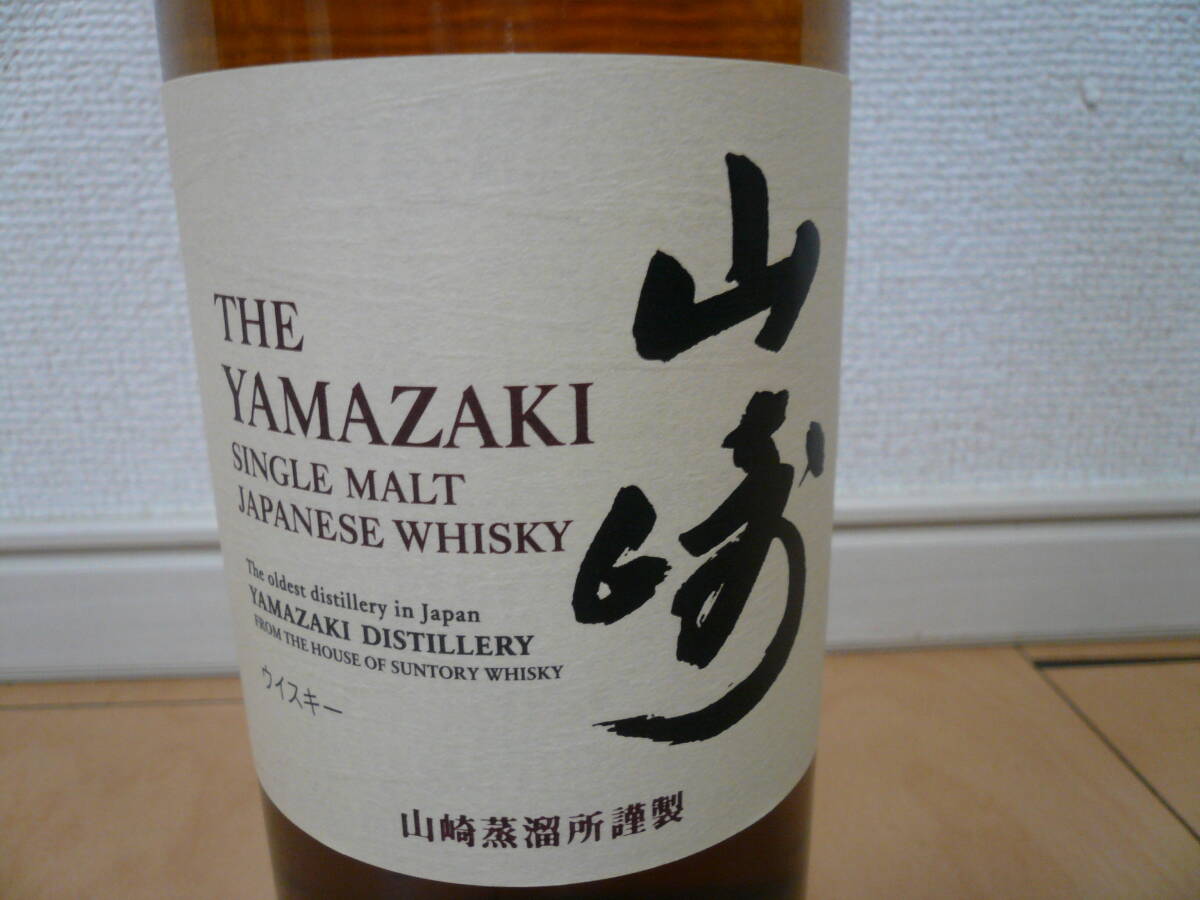 THE
YAMAZAKI
SINGLE MALT
JAPANESE WHISKY
The oldest distillery in Japan
YAMAZAKI DISTILLERY
FROM THE HOUSE OF SUNTORY WHISKY
ウイスキー
山崎
山崎蒸溜所謹製